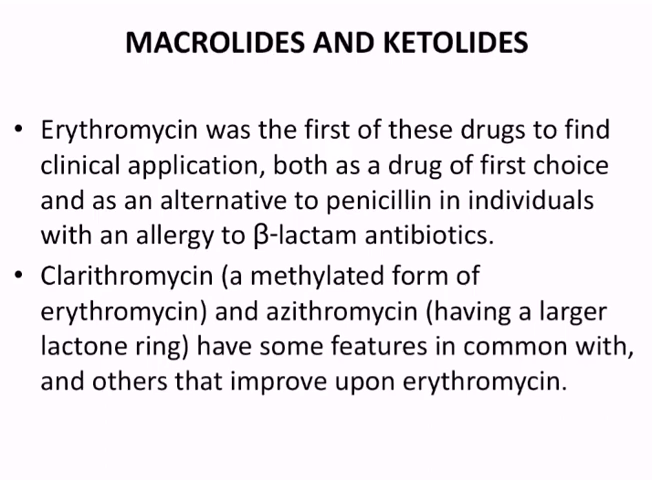 MACROLIDES AND KETOLIDES
• Erythromycin was the first of these drugs to find
clinical application, both as a drug of first choice
and as an alternative to penicillin in individuals
with an allergy to β-lactam antibiotics.
• Clarithromycin (a methylated form of
erythromycin) and azithromycin (having a larger
lactone ring) have some features in common with,
and others that improve upon erythromycin.